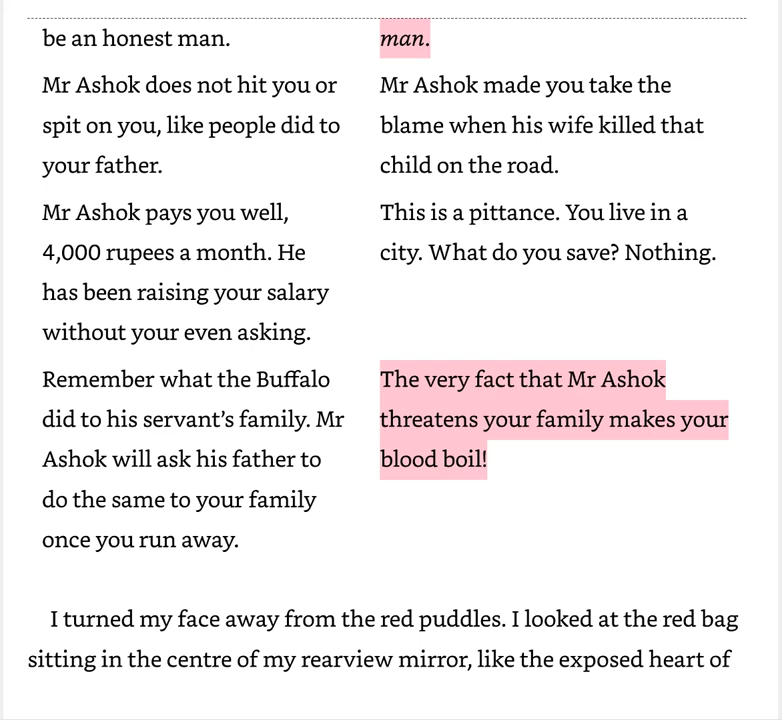 be an honest man.
man.
Mr Ashok does not hit you or
spit on you, like people did to
your father.
Mr Ashok made you take the
blame when his wife killed that
child on the road.
Mr Ashok pays you well,
4,000 rupees a month. He
has been raising your salary
without your even asking.
This is a pittance. You live in a
city. What do you save? Nothing.
Remember what the Buffalo
did to his servant’s family. Mr
Ashok will ask his father to
do the same to your family
once you run away.
The very fact that Mr Ashok
threatens your family makes your
blood boil!
I turned my face away from the red puddles. I looked at the red bag
sitting in the centre of my rearview mirror, like the exposed heart of